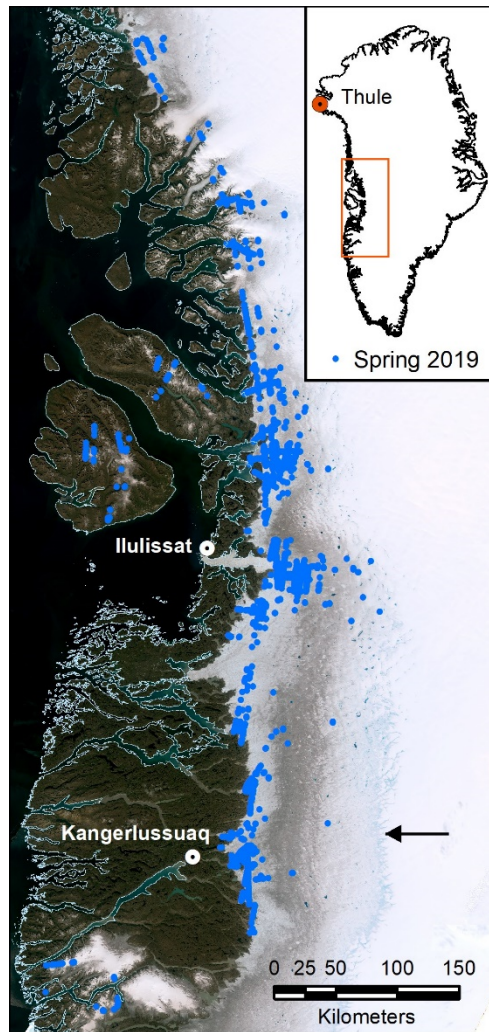 Thule
Spring 2019
Ilulissat
Kangerlussuaq
0 25 50 100 150
Kilometers